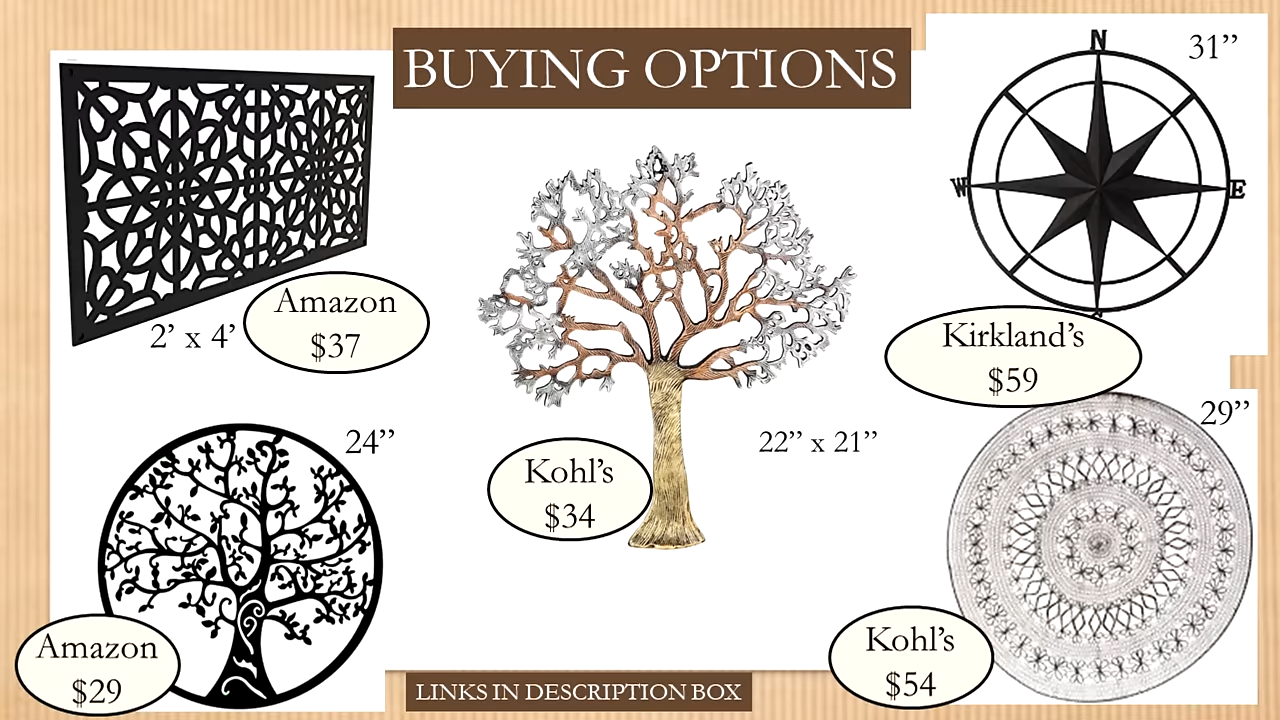 BUYING OPTIONS
2’ x 4’
Amazon
$37
N
W
E
31’’
Kirkland’s
$59
24’’
Amazon
$29
22’’ x 21’’
Kohl’s
$34
29’’
Kohl’s
$54
LINKS IN DESCRIPTION BOX